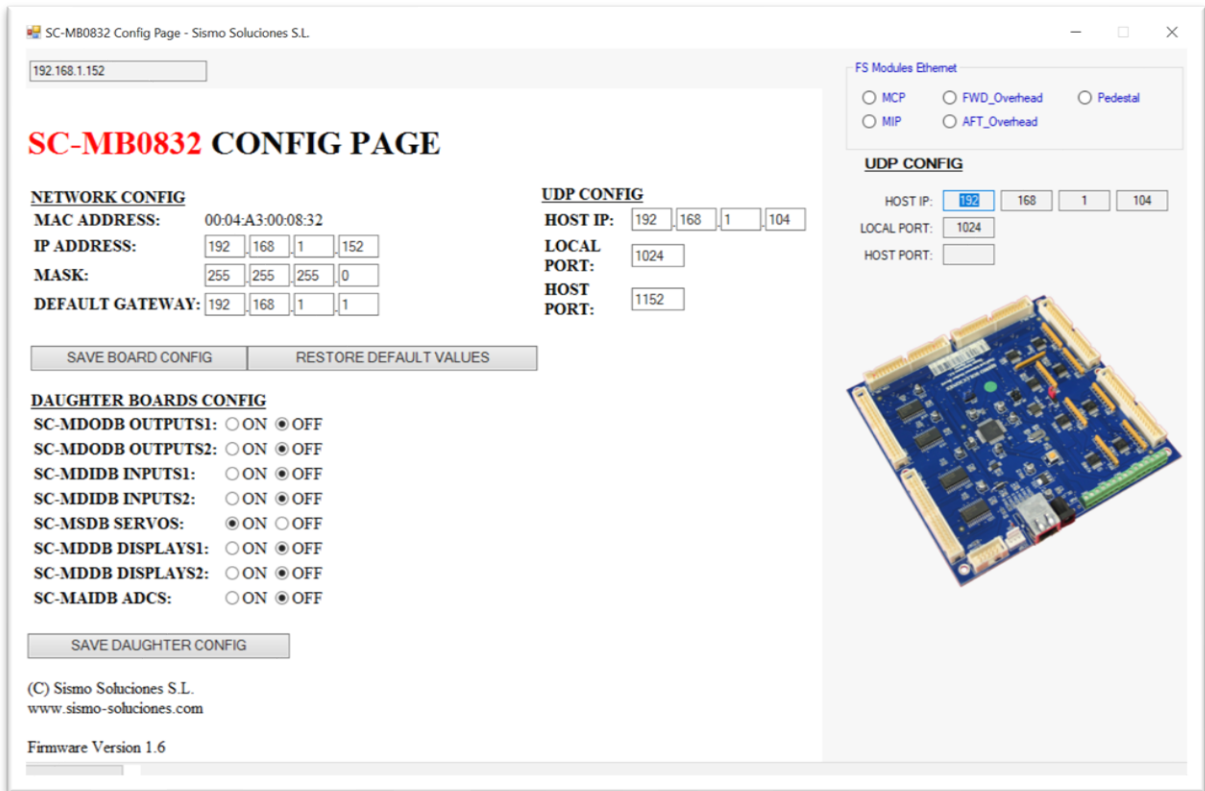 SC-MB0832 Config Page - Sismo Soluciones S.L.
192.168.1.152
SC-MB0832 CONFIG PAGE
NETWORK CONFIG
MAC ADDRESS: 00:04:A3:00:08:32
IP ADDRESS: 192 .168 .1 .152
MASK: 255 .255 .255 .0
DEFAULT GATEWAY: 192 .168 .1 .1
UDP CONFIG
HOST IP: 192 .168 .1 .104
LOCAL
PORT: 1024
HOST
PORT: 1152
SAVE BOARD CONFIG RESTORE DEFAULT VALUES
DAUGHTER BOARDS CONFIG
SC-MDODB OUTPUTS1: ON OFF
SC-MDODB OUTPUTS2: ON OFF
SC-MDIDB INPUTS1: ON OFF
SC-MDIDB INPUTS2: ON OFF
SC-MSDB SERVOS: ON OFF
SC-MDDB DISPLAYS1: ON OFF
SC-MDDB DISPLAYS2: ON OFF
SC-MAIDB ADCS: ON OFF
SAVE DAUGHTER CONFIG
(C) Sismo Soluciones S.L.
www.sismo-soluciones.com
Firmware Version 1.6
FS Modules Ethernet
MCP FWD_Overhead Pedestal
MIP AFT_Overhead
UDP CONFIG
HOST IP: 192 168 1 104
LOCAL PORT: 1024
HOST PORT: